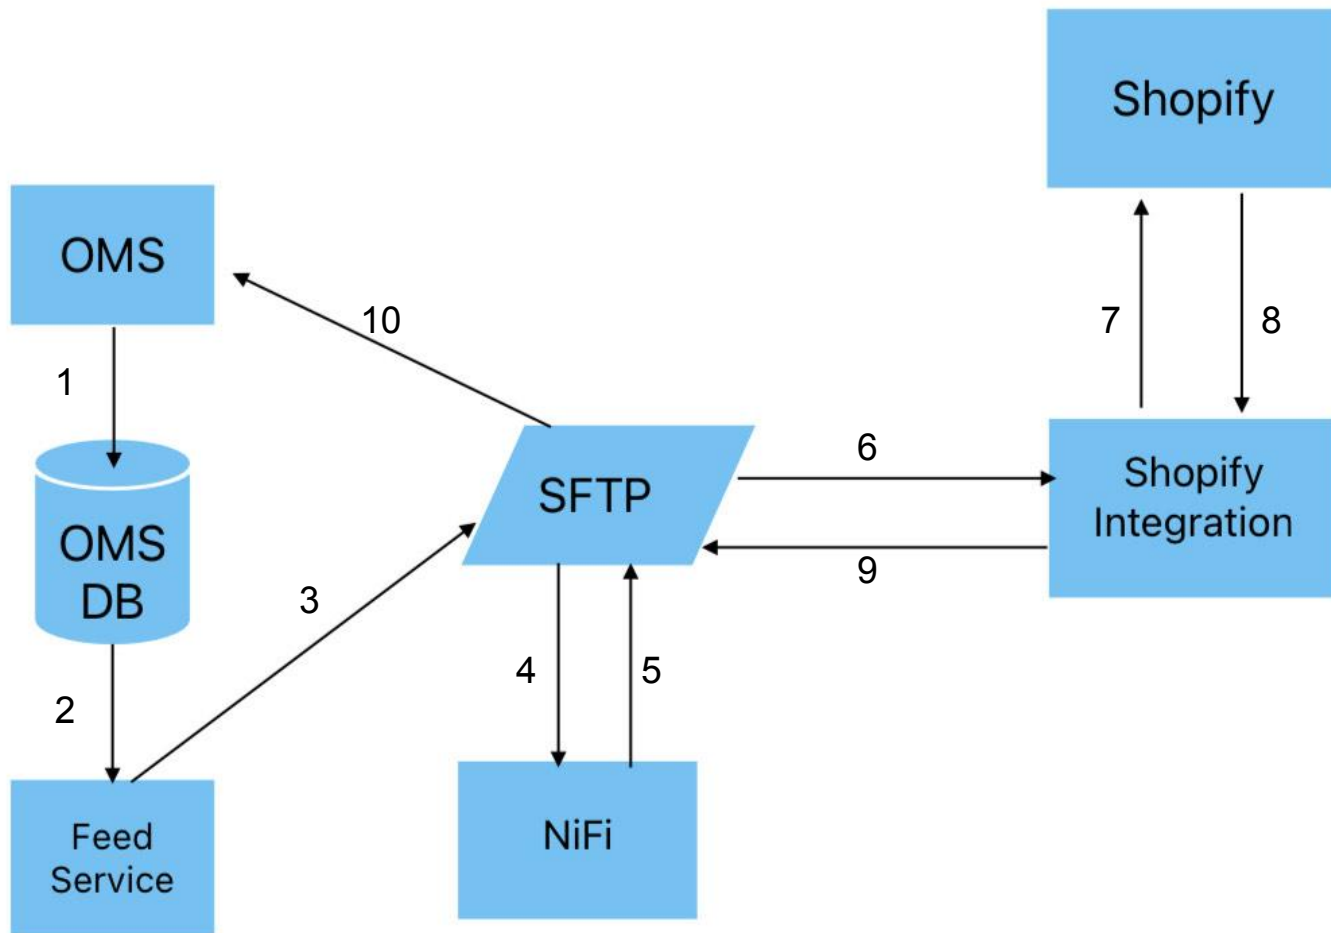 Shopify
OMS
10
7
8
1
6
Shopify
Integration
SFTP
OMS
DB
9
3
4
5
2
NiFi
Feed
Service